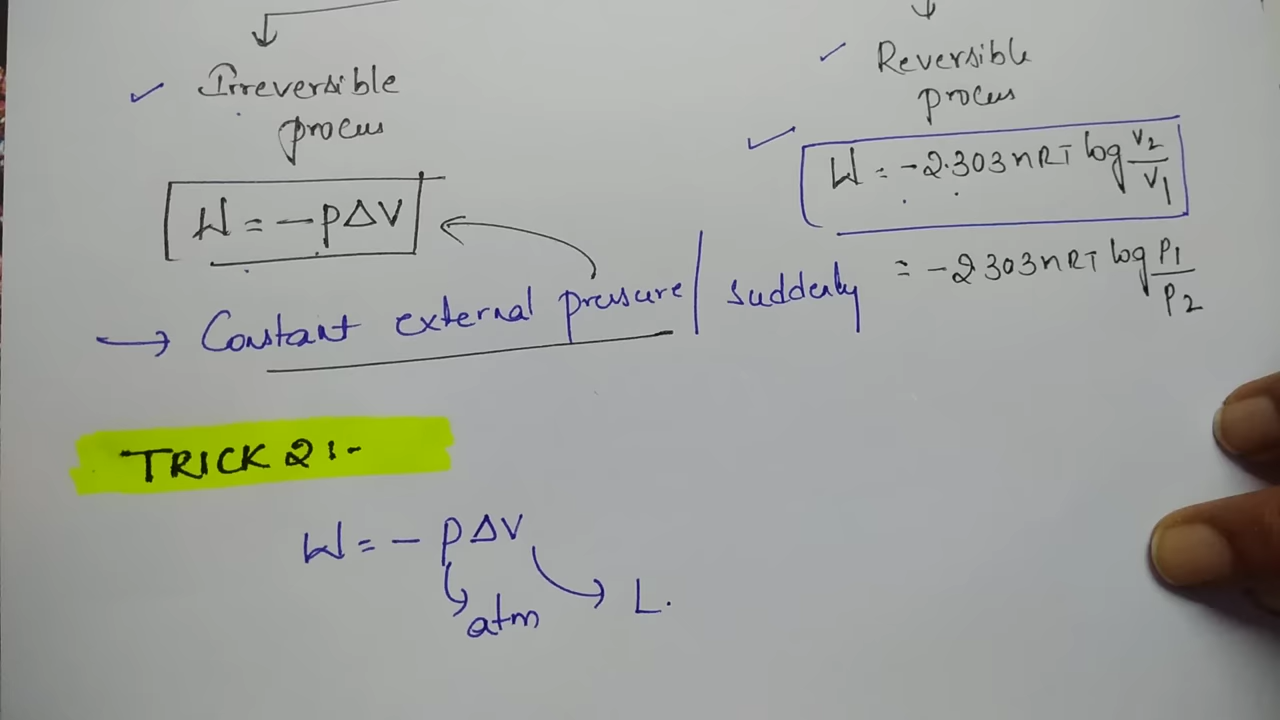 Irreversible
process
W = -PΔV
→ Constant external pressure / suddenly
Reversible
process
W = -2.303nRT log V2/V1
= -2 303nRT log P1/P2
TRICK 2:-
W = - PΔV
atm
L.